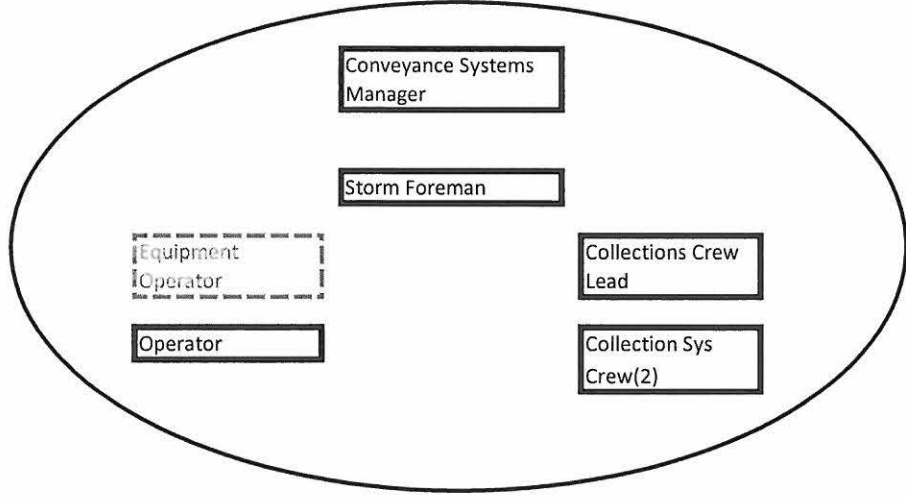 Conveyance Systems
Manager
Storm Foreman
Equipment
Operator
Operator
Collections Crew
Lead
Collection Sys
Crew(2)